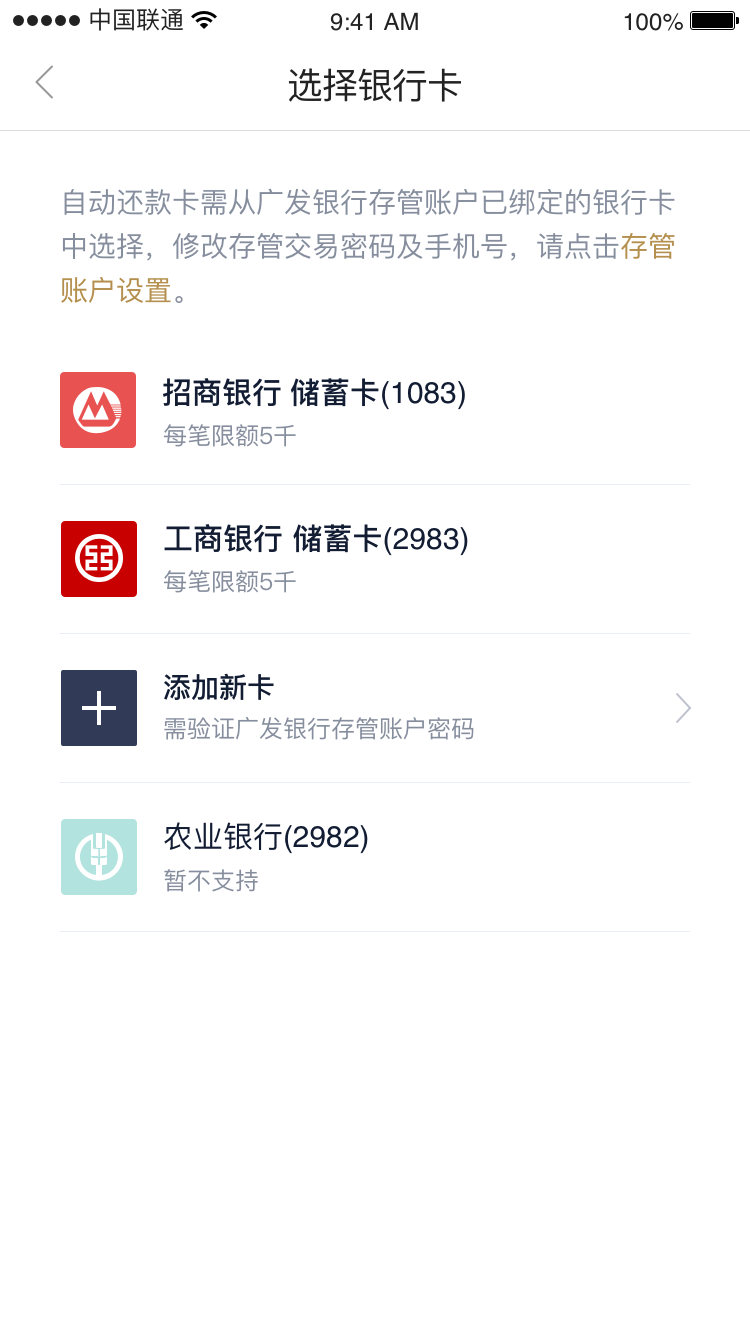 中国联通 9:41 AM 100%
选择银行卡
自动还款卡需从广发银行存管账户已绑定的银行卡
中选择，修改存管交易密码及手机号，请点击存管
账户设置。
招商银行 储蓄卡(1083)
每笔限额5千
工商银行 储蓄卡(2983)
每笔限额5千
添加新卡
需验证广发银行存管账户密码
农业银行(2982)
暂不支持